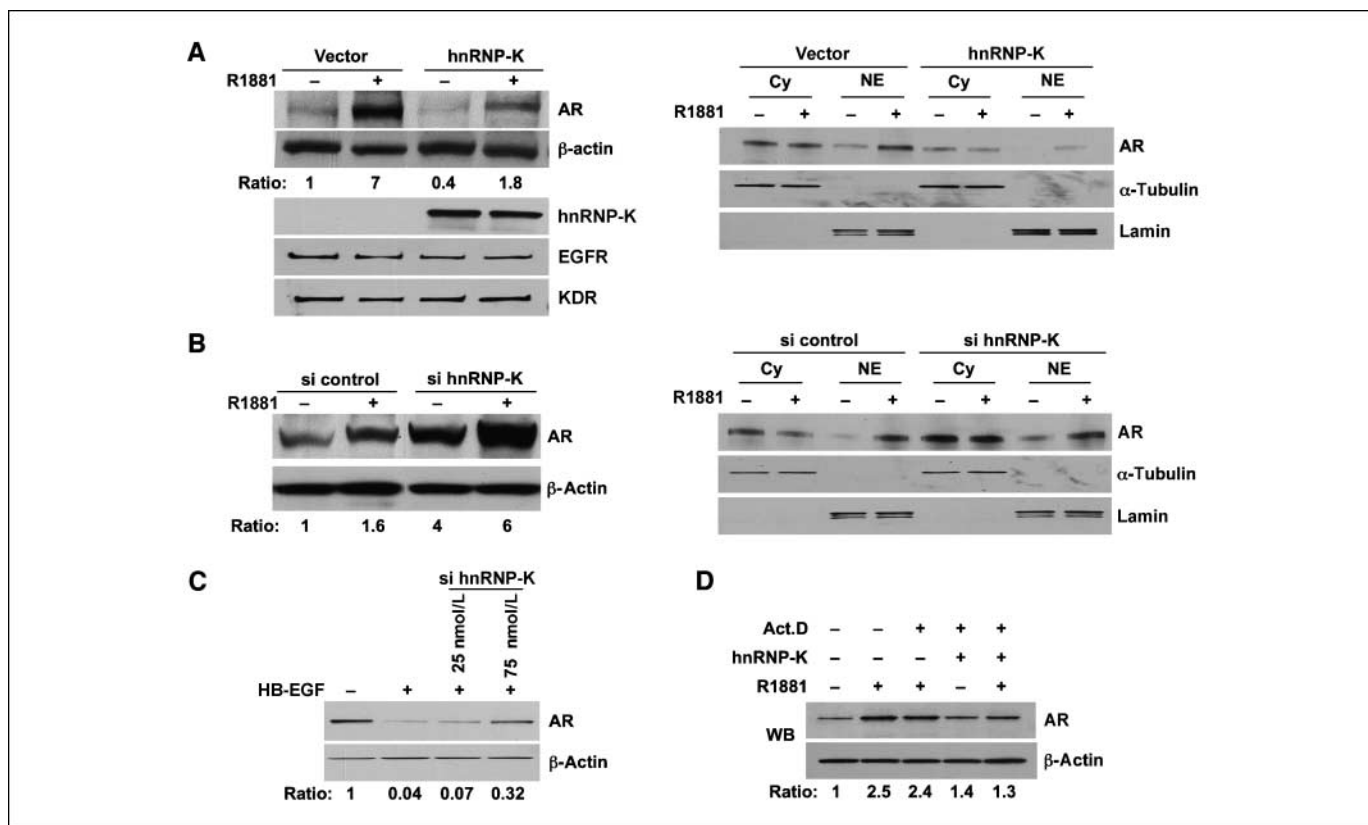 A
Vector hnRNP-K
R1881 – + – +
AR
β-actin
Ratio: 1 7 0.4 1.8
hnRNP-K
EGFR
KDR
Vector hnRNP-K
Cy NE Cy NE
R1881 – + – + – + – +
AR
α-Tubulin
Lamin
B
si control si hnRNP-K
R1881 – + – +
AR
β-Actin
Ratio: 1 1.6 4 6
si control si hnRNP-K
Cy NE Cy NE
R1881 – + – + – + – +
AR
α-Tubulin
Lamin
C
si hnRNP-K
25 nmol/L
75 nmol/L
HB-EGF – + + +
AR
β-Actin
Ratio: 1 0.04 0.07 0.32
D
Act.D – – + + +
hnRNP-K – – – + +
R1881 – + + – +
WB
AR
β-Actin
Ratio: 1 2.5 2.4 1.4 1.3